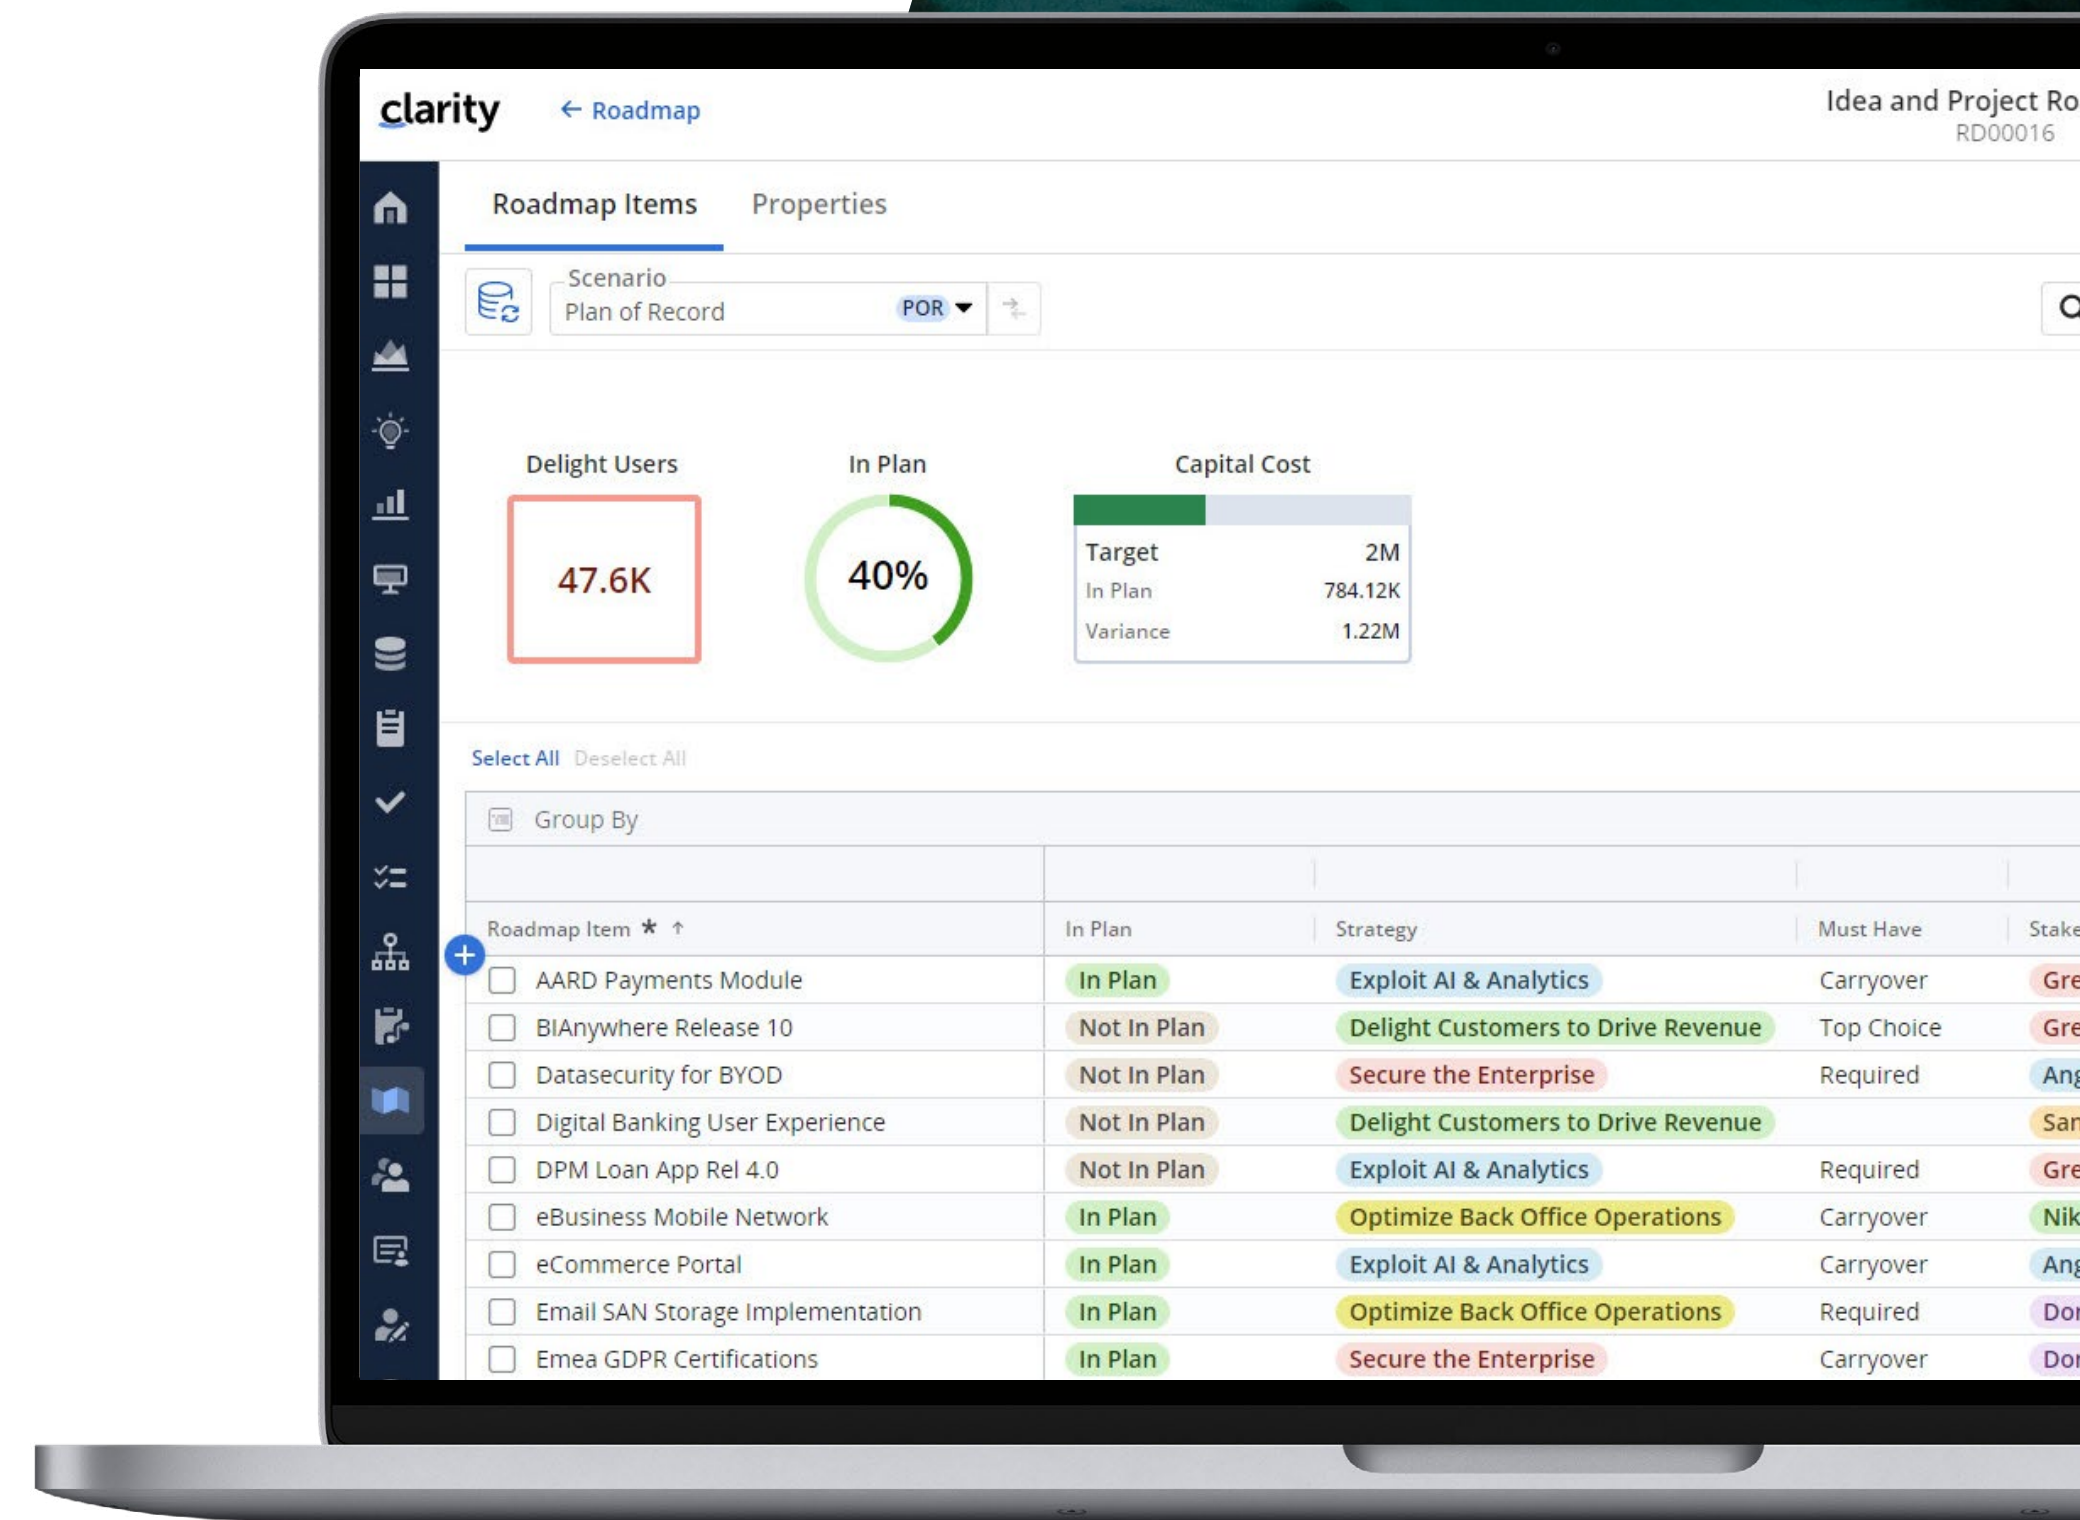 clarity
← Roadmap
Idea and Project
RD00016
Roadmap Items Properties
Scenario
Plan of Record POR
Delight Users In Plan Capital Cost
47.6K
40%
Target 2M
In Plan 784.12K
Variance 1.22M
Select All Deselect All
Group By
Roadmap Item * ↑ In Plan Strategy Must Have
AARD Payments Module In Plan Exploit AI & Analytics Carryover
BIAnywhere Release 10 Not In Plan Delight Customers to Drive Revenue Top Choice
Datasecurity for BYOD Not In Plan Secure the Enterprise Required
Digital Banking User Experience Not In Plan Delight Customers to Drive Revenue
DPM Loan App Rel 4.0 Not In Plan Exploit AI & Analytics Required
eBusiness Mobile Network In Plan Optimize Back Office Operations Carryover
eCommerce Portal In Plan Exploit AI & Analytics Carryover
Email SAN Storage Implementation In Plan Optimize Back Office Operations Required
Emea GDPR Certifications In Plan Secure the Enterprise Carryover